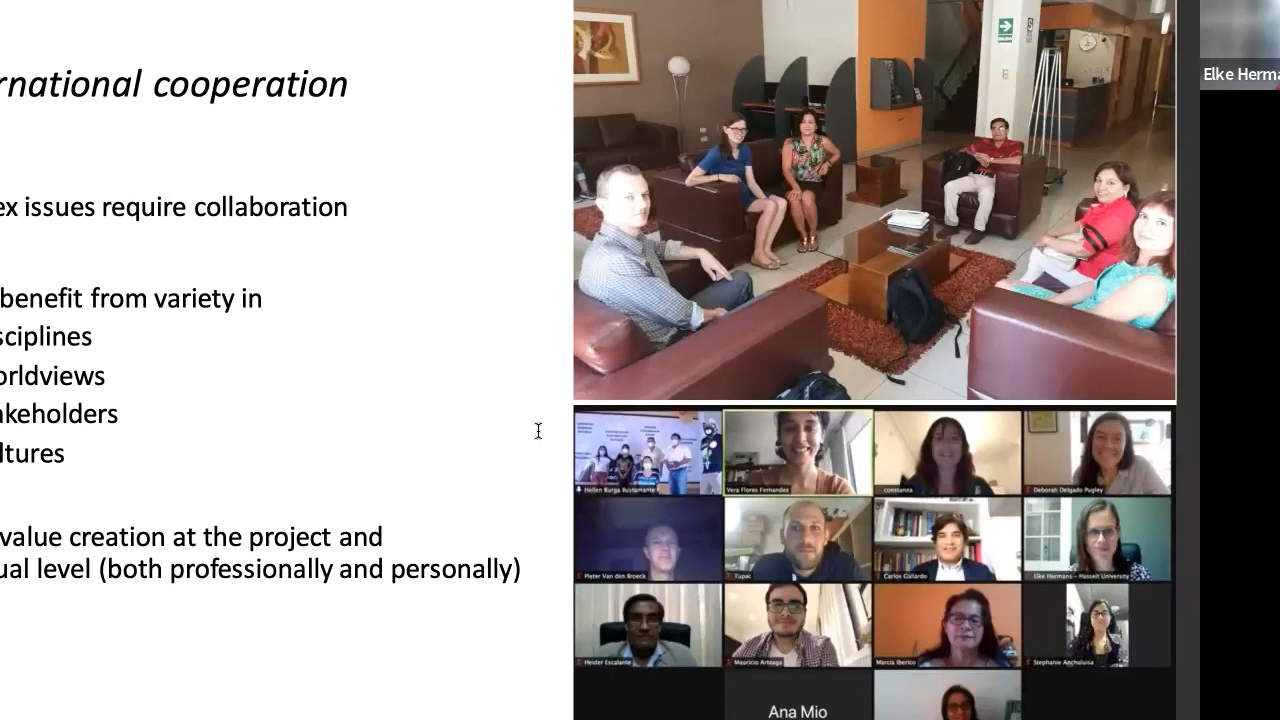 rnational cooperation
ex issues require collaboration
benefit from variety in
sciplines
orldviews
akeholders
ltures
value creation at the project and
ual level (both professionally and personally)
Elke Herma
Hellen Burga Bustamante
Vera Flores Fernandez
constanza
Deborah Delgado Pugley
Pieter Van den Broeck
Tupac
Carlos Gallardo
Elke Hermans - Hasselt University
Heider Escalante
Mauricio Arteaga
Marcia Iberico
Stephanie Anchaluisa
Ana Mio